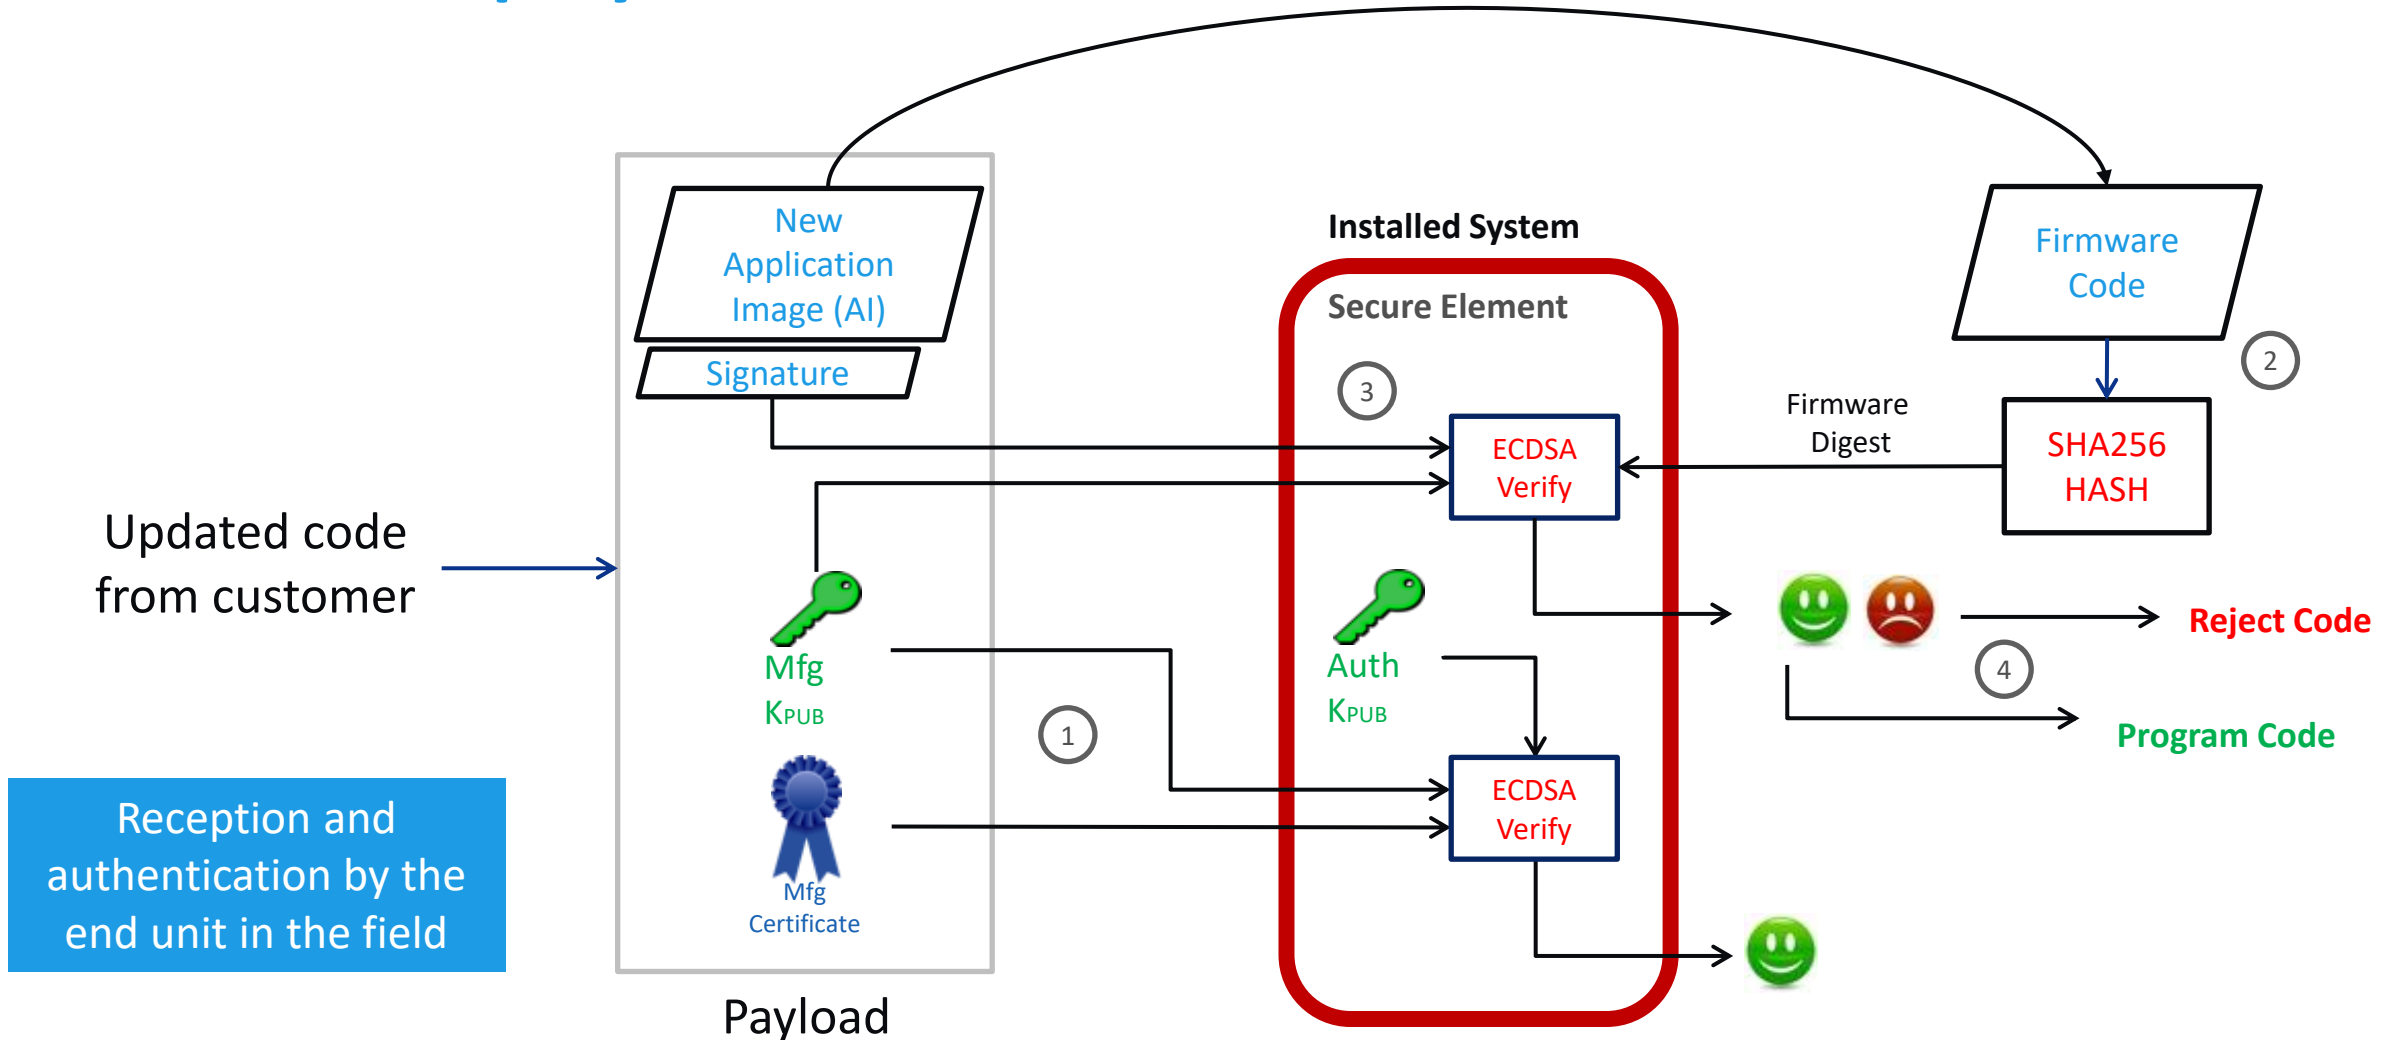 New
Application
Image (AI)
Signature
Updated code
from customer
Mfg
KPUB
Mfg
Certificate
Payload
Reception and
authentication by the
end unit in the field
1
Installed System
Secure Element
3
ECDSA
Verify
Auth
KPUB
ECDSA
Verify
Firmware
Code
2
SHA256
HASH
Firmware
Digest
Reject Code
4
Program Code